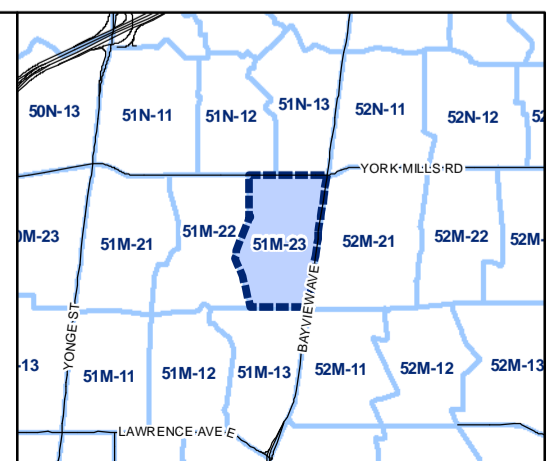 50N-13
51N-11
51N-12
51N-13
52N-11
52N-12
52
YORK MILLS RD
0M-23
51M-21
51M-22
51M-23
52M-21
52M-22
52M-
YONGE ST
BAYVIEW AVE
-13
51M-11
51M-12
51M-13
52M-11
52M-12
52M-13
LAWRENCE AVE E